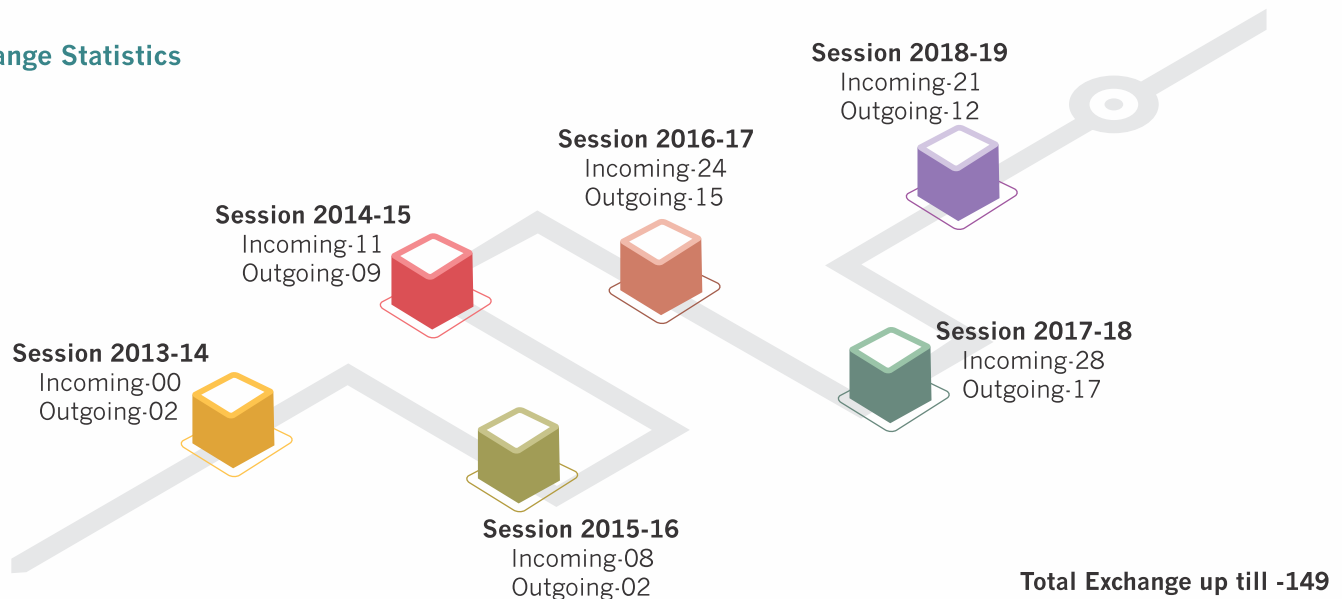 ange Statistics
Session 2018-19
Incoming-21
Outgoing-12
Session 2016-17
Incoming-24
Outgoing-15
Session 2014-15
Incoming-11
Outgoing-09
Session 2017-18
Incoming-28
Outgoing-17
Session 2013-14
Incoming-00
Outgoing-02
Session 2015-16
Incoming-08
Outgoing-02
Total Exchange up till -149